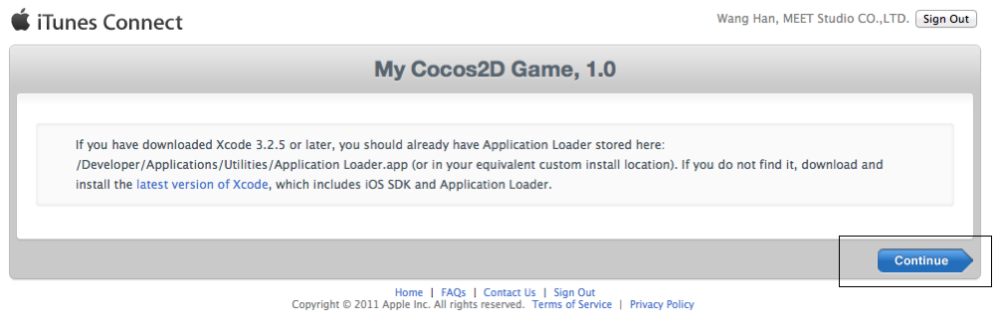 iTunes Connect
Wang Han, MEET Studio CO.,LTD. Sign Out
My Cocos2D Game, 1.0
If you have downloaded Xcode 3.2.5 or later, you should already have Application Loader stored here:
/Developer/Applications/Utilities/Application Loader.app (or in your equivalent custom install location). If you do not find it, download and
install the latest version of Xcode, which includes iOS SDK and Application Loader.
Continue
Home | FAQs | Contact Us | Sign Out
Copyright © 2011 Apple Inc. All rights reserved. Terms of Service | Privacy Policy